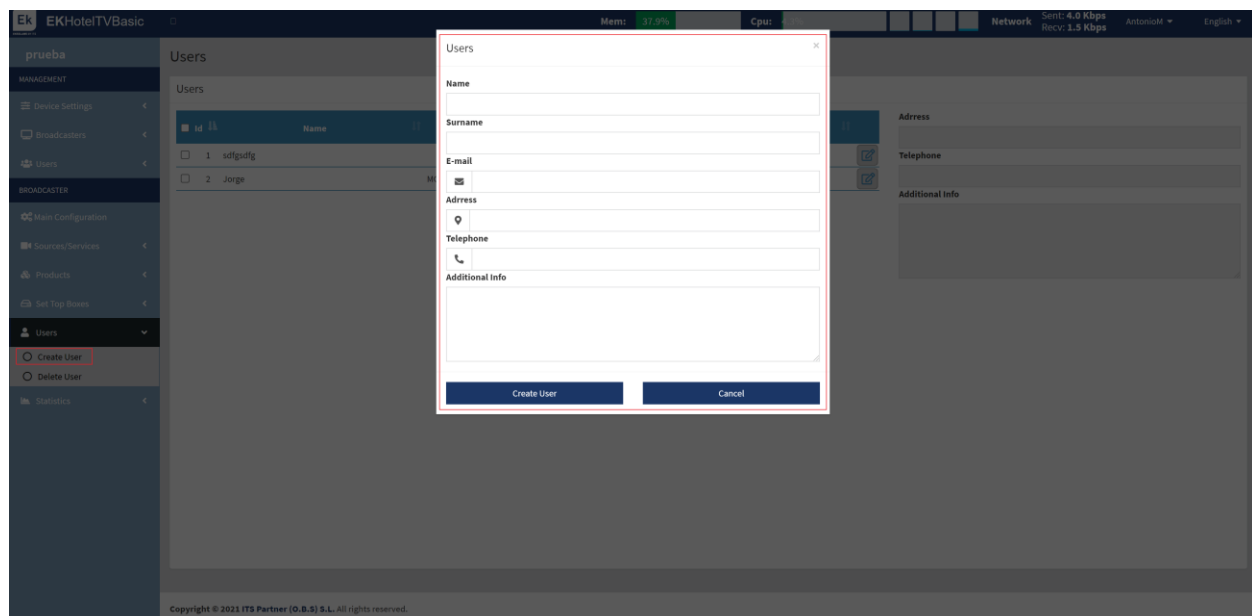 Ek EKHotelTVBasic Mem: 37.9% Cpu: Network Sent: 4.0 Kbps AntonioM English
Recv: 1.5 Kbps
prueba
Users
MANAGEMENT
Device Settings
Broadcasters
Users
BROADCASTER
Main Configuration
Sources/Services
Products
Set Top Boxes
Users
Create User
Delete User
Statistics
Users
Id Name
1 sdfgsdfg
2 Jorge
Users ×
Name
Surname
E-mail
Adrress
Telephone
Additional Info
Create User Cancel
Adrress
Telephone
Additional Info
Copyright © 2021 ITS Partner (O.B.S) S.L. All rights reserved.